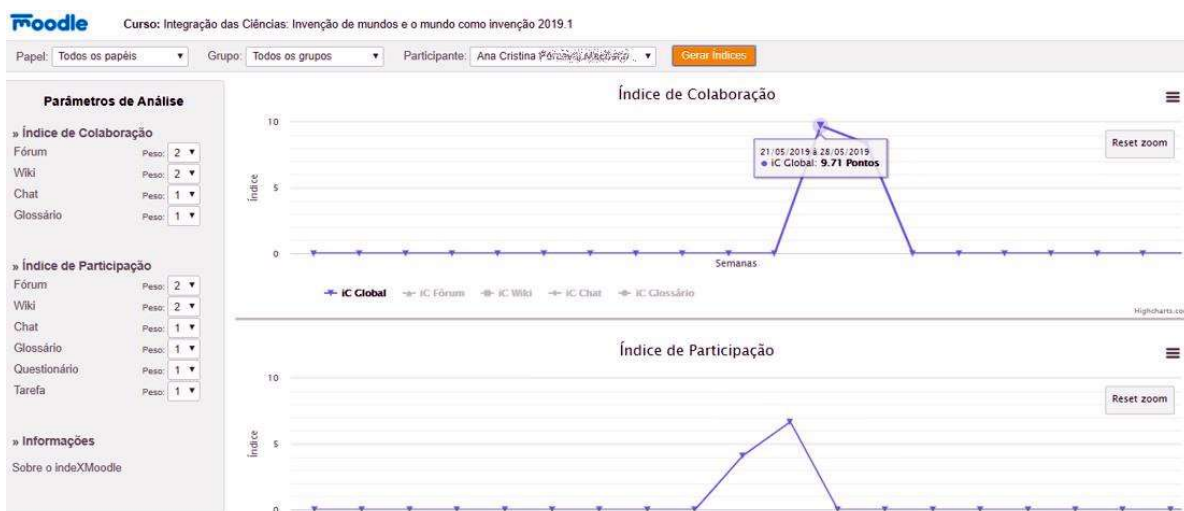 moodle
Curso: Integração das Ciências: Invenção de mundos e o mundo como invenção 2019.1
Papel: Todos os papéis Grupo: Todos os grupos Participante: Ana Cristina Gerar Índices
Parâmetros de Análise
» Índice de Colaboração
Fórum Peso: 2
Wiki Peso: 2
Chat Peso: 1
Glossário Peso: 1
» Índice de Participação
Fórum Peso: 2
Wiki Peso: 2
Chat Peso: 1
Glossário Peso: 1
Questionário Peso: 1
Tarefa Peso: 1
» Informações
Sobre o indeXMoodle
Índice de Colaboração
Reset zoom
10
5
0
Índice
21/05/2019 à 28/05/2019
iC Global: 9.71 Pontos
Semanas
iC Global iC Fórum iC Wiki iC Chat iC Glossário
Índice de Participação
Reset zoom
10
5
0
Índice